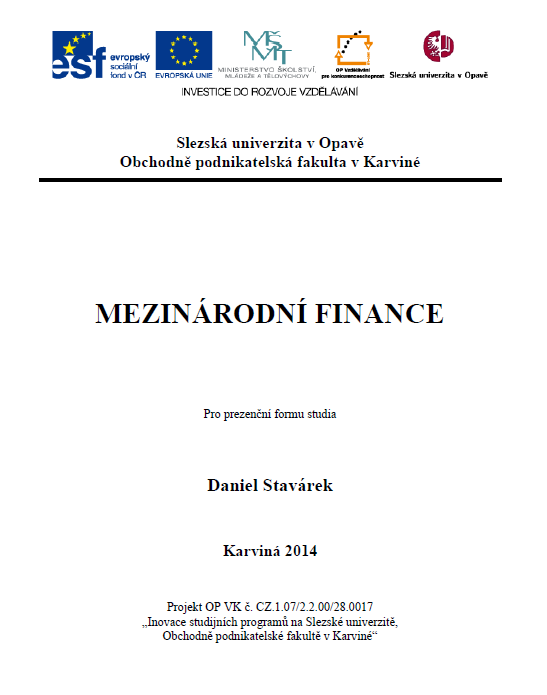 esf evropský sociální fond v ČR
EVROPSKÁ UNIE
MŠMT
MINISTERSTVO ŠKOLSTVÍ,
MLÁDEŽE A TĚLOVÝCHOVY
OP Vzdělávání
pro konkurenceschopnost
Slezská univerzita v Opavě
INVESTICE DO ROZVOJE VZDĚLÁVÁNÍ
Slezská univerzita v Opavě
Obchodně podnikatelská fakulta v Karviné
MEZINÁRODNÍ FINANCE
Pro prezenční formu studia
Daniel Stavárek
Karviná 2014
Projekt OP VK č. CZ.1.07/2.2.00/28.0017
„Inovace studijních programů na Slezské univerzitě,
Obchodně podnikatelské fakultě v Karviné“